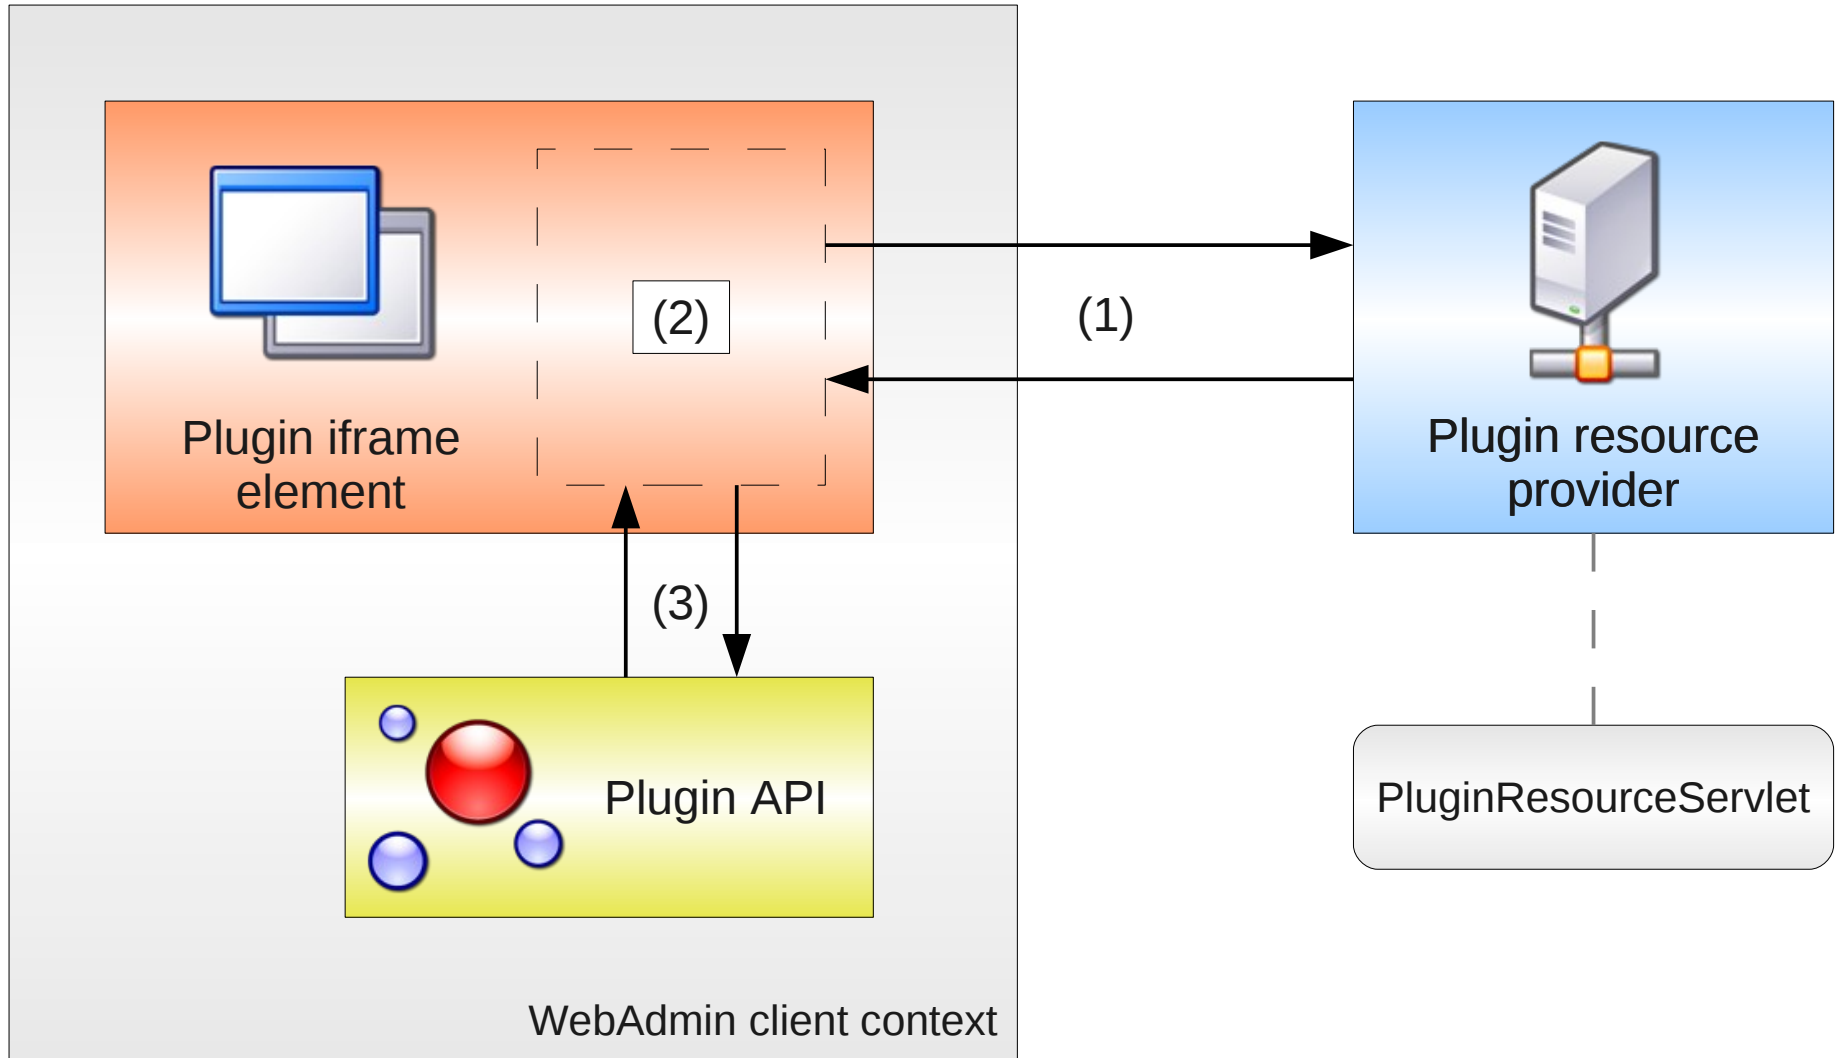 (2)
(1)
Plugin iframe
element
Plugin resource
provider
(3)
Plugin API
PluginResourceServlet
WebAdmin client context